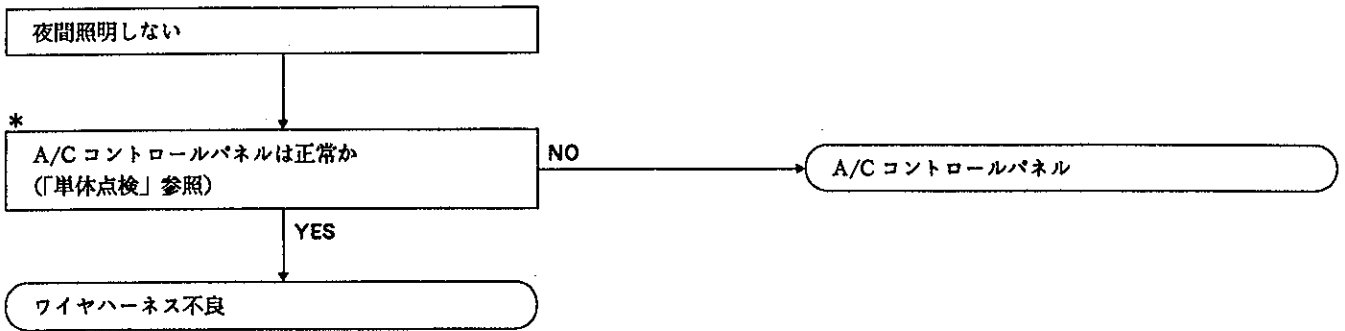 夜間照明しない
*
A/C コントロールパネルは正常か
(「単体点検」参照)
NO
A/C コントロールパネル
YES
ワイヤハーネス不良